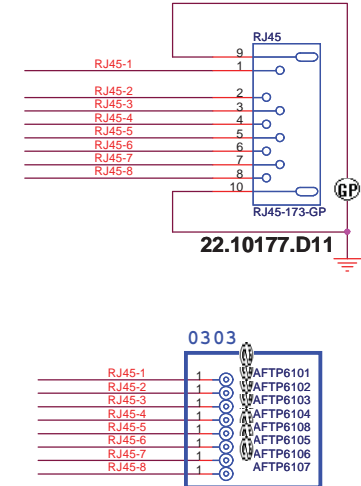 RJ45
9
RJ45-1 1
RJ45-2 2
RJ45-3 3
RJ45-4 4
RJ45-5 5
RJ45-6 6
RJ45-7 7
RJ45-8 8
10
GP
RJ45-173-GP
22.10177.D11
0303
RJ45-1 1 AFTP6101
RJ45-2 1 AFTP6102
RJ45-3 1 AFTP6103
RJ45-4 1 AFTP6104
RJ45-5 1 AFTP6108
RJ45-6 1 AFTP6105
RJ45-7 1 AFTP6106
RJ45-8 1 AFTP6107